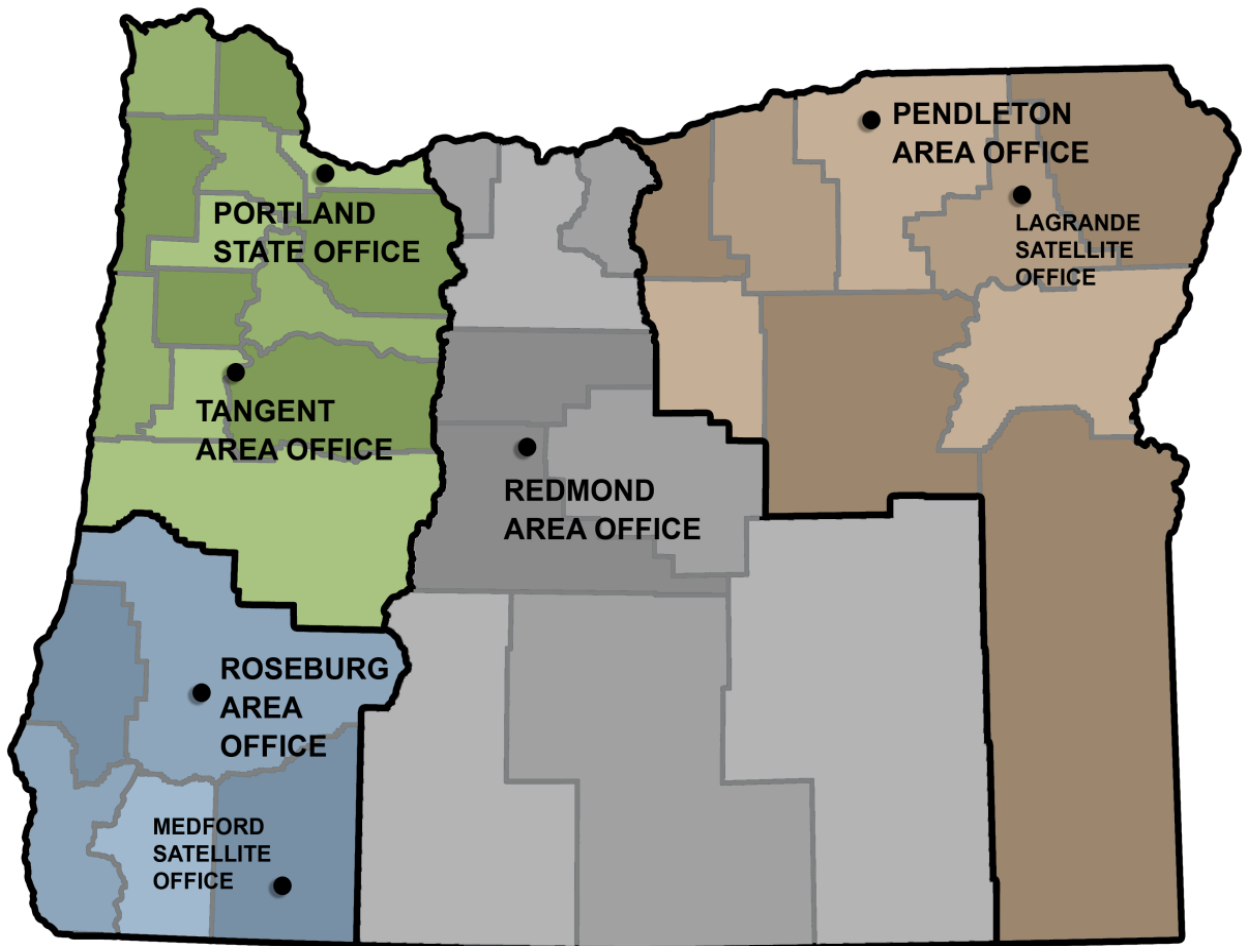 PENDLETON
AREA OFFICE
PORTLAND
STATE OFFICE
LAGRANDE
SATELLITE
OFFICE
TANGENT
AREA OFFICE
REDMOND
AREA OFFICE
ROSEBURG
AREA
OFFICE
MEDFORD
SATELLITE
OFFICE